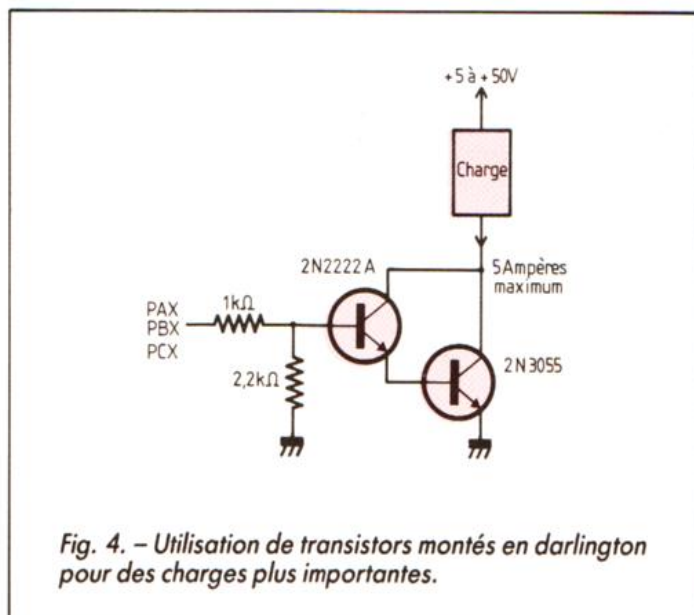 +5 à +50V
Charge
2N2222A
5 Ampères
maximum
PAX
PBX
PCX
1kΩ
2,2kΩ
2N3055
Fig. 4. – Utilisation de transistors montés en darlington
pour des charges plus importantes.